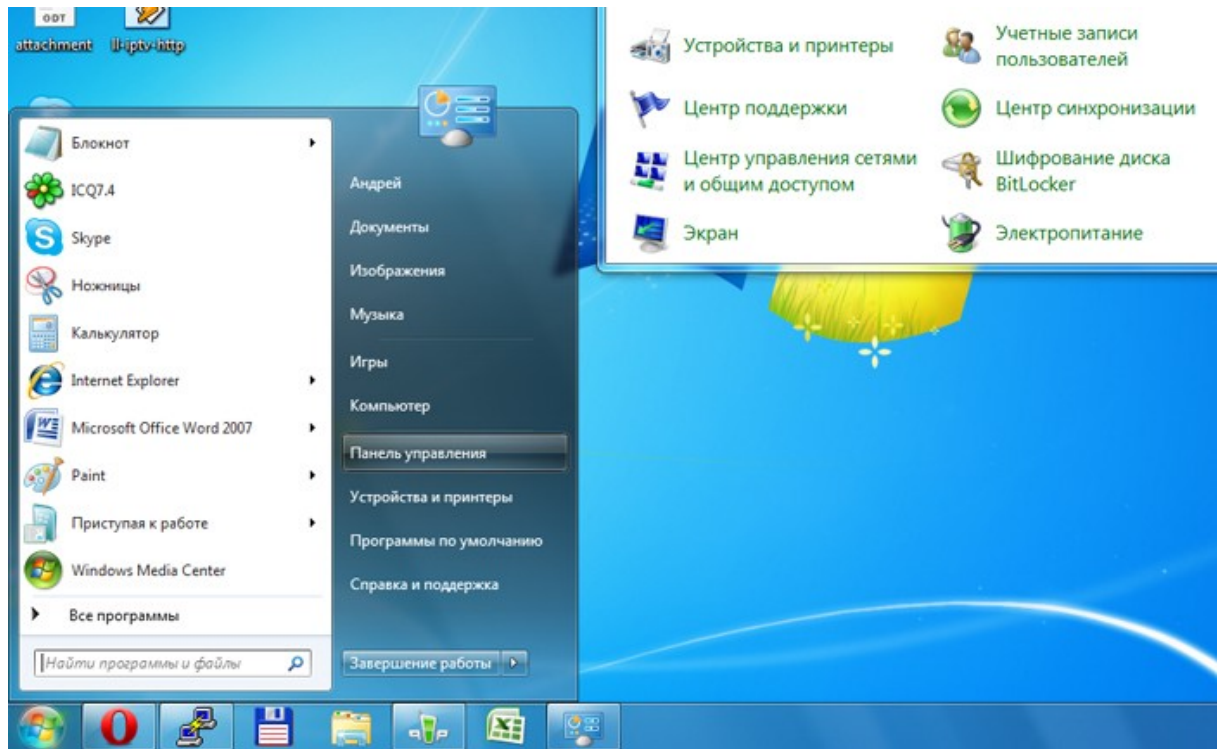 ODT
attachment
ll-iptv-http
Блокнот
ICQ7.4
Skype
Ножницы
Калькулятор
Internet Explorer
Microsoft Office Word 2007
Paint
Приступая к работе
Windows Media Center
Все программы
Найти программы и файлы
Андрей
Документы
Изображения
Музыка
Игры
Компьютер
Панель управления
Устройства и принтеры
Программы по умолчанию
Справка и поддержка
Завершение работы
Устройства и принтеры
Учетные записи
пользователей
Центр поддержки
Центр синхронизации
Центр управления сетями
и общим доступом
Шифрование диска
BitLocker
Экран
Электропитание